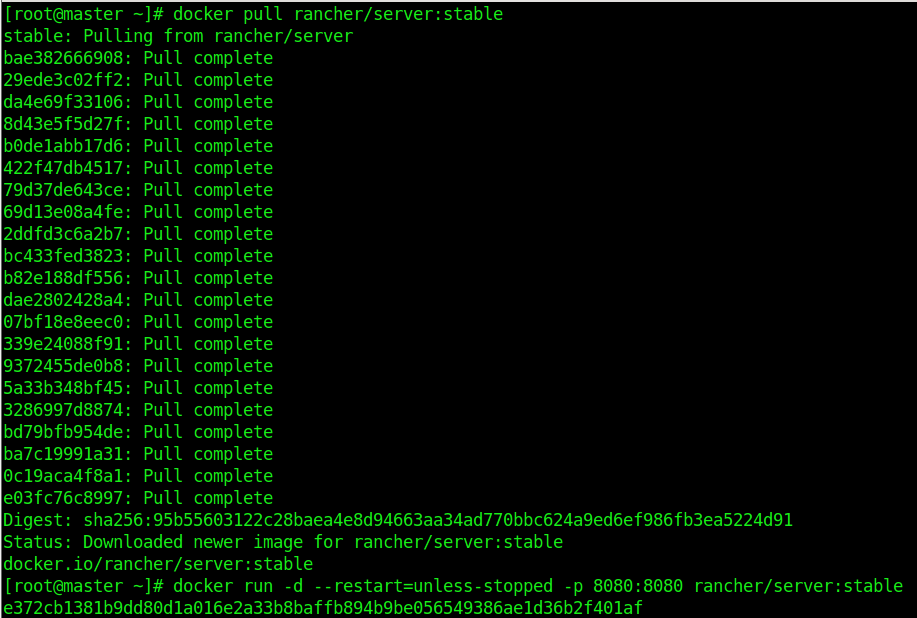 [root@master ~]# docker pull rancher/server:stable
stable: Pulling from rancher/server
bae382666908: Pull complete
29ede3c02ff2: Pull complete
da4e69f33106: Pull complete
8d43e5f5d27f: Pull complete
b0de1abb17d6: Pull complete
422f47db4517: Pull complete
79d37de643ce: Pull complete
69d13e08a4fe: Pull complete
2ddfd3c6a2b7: Pull complete
bc433fed3823: Pull complete
b82e188df556: Pull complete
dae2802428a4: Pull complete
07bf18e8eec0: Pull complete
339e24088f91: Pull complete
9372455de0b8: Pull complete
5a33b348bf45: Pull complete
3286997d8874: Pull complete
bd79bfb954de: Pull complete
ba7c19991a31: Pull complete
0c19aca4f8a1: Pull complete
e03fc76c8997: Pull complete
Digest: sha256:95b55603122c28baea4e8d94663aa34ad770bbc624a9ed6ef986fb3ea5224d91
Status: Downloaded newer image for rancher/server:stable
docker.io/rancher/server:stable
[root@master ~]# docker run -d --restart=unless-stopped -p 8080:8080 rancher/server:stable
e372cb1381b9dd80d1a016e2a33b8baffb894b9be056549386ae1d36b2f401af